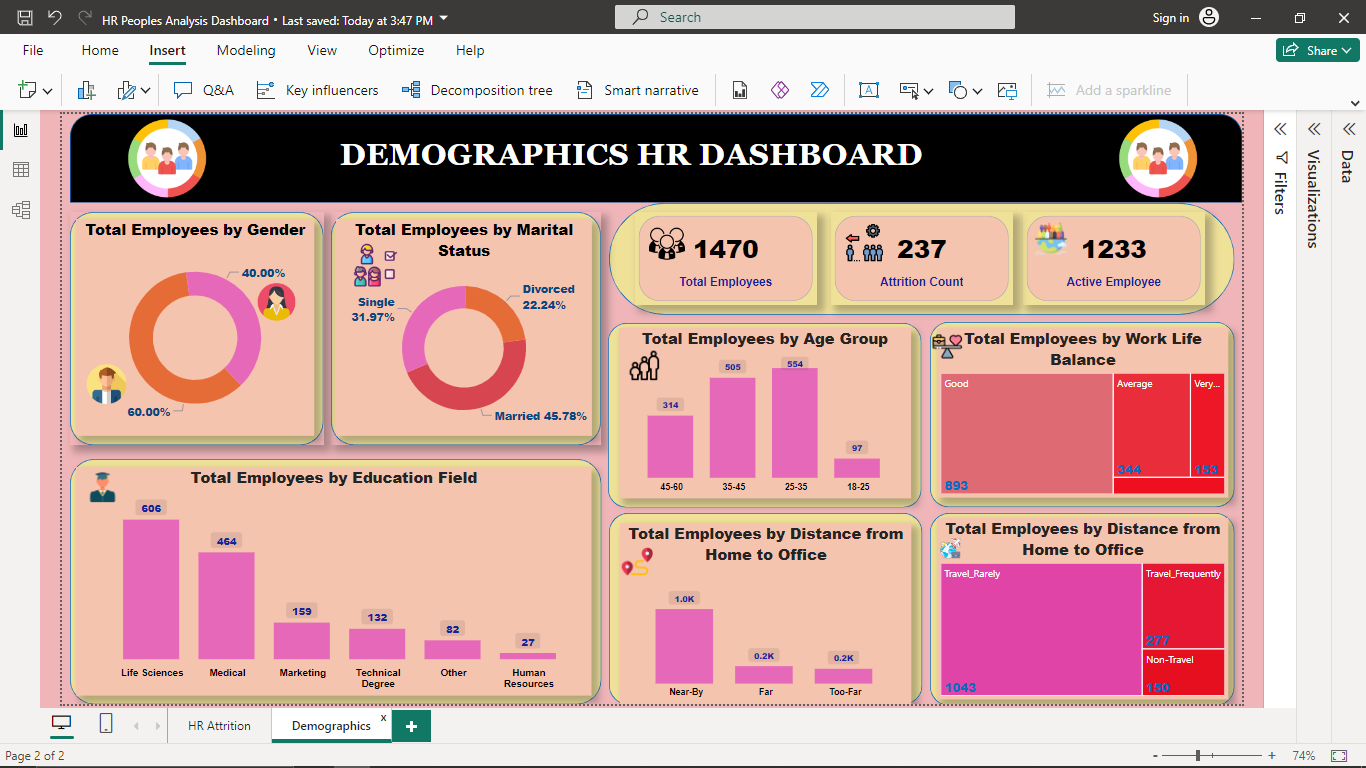 HR Peoples Analysis Dashboard • Last saved: Today at 3:47 PM
Search
Sign in
File Home Insert Modeling View Optimize Help
Share
Q&A Key influencers Decomposition tree Smart narrative
Add a sparkline
DEMOGRAPHICS HR DASHBOARD
Total Employees by Gender
40.00%
60.00%
Total Employees by Marital
Status
Single
31.97%
Divorced
22.24%
Married 45.78%
1470
Total Employees
237
Attrition Count
1233
Active Employee
Total Employees by Age Group
314 505 554 97
45-60 35-45 25-35 18-25
Total Employees by Work Life
Balance
Good Average Very...
893 344 153
Total Employees by Education Field
606 464 159 132 82 27
Life Sciences Medical Marketing Technical Other Human
Degree Resources
Total Employees by Distance from
Home to Office
1.0K 0.2K 0.2K
Near-By Far Too-Far
Total Employees by Distance from
Home to Office
Travel_Rarely Travel_Frequently
277
Non-Travel
1043 150
Filters
Visualizations
Data
HR Attrition Demographics x +
Page 2 of 2
- + 74%